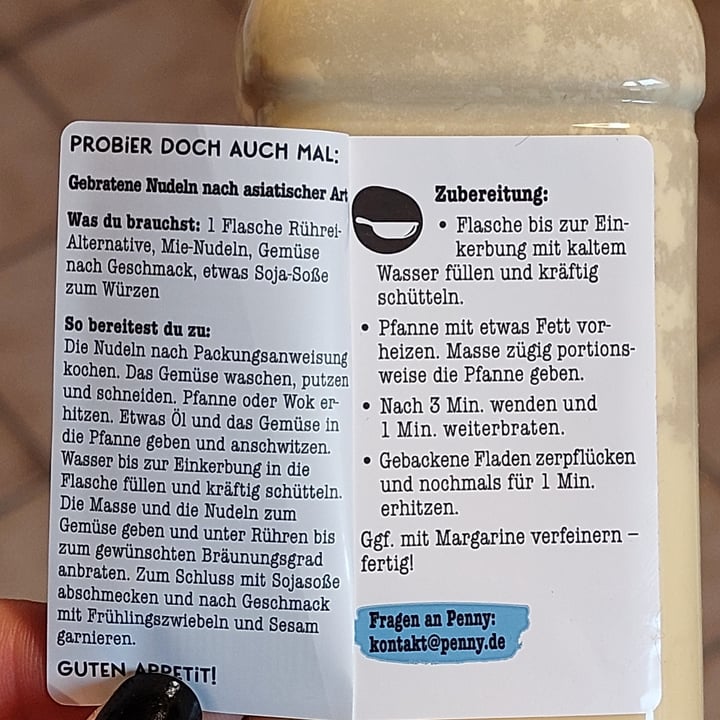 PROBIER DOCH AUCH MAL:
Gebratene Nudeln nach asiatischer Art
Was du brauchst: 1 Flasche Rührei-
Alternative, Mie-Nudeln, Gemüse
nach Geschmack, etwas Soja-Soße
zum Würzen
So bereitest du zu:
Die Nudeln nach Packungsanweisung
kochen. Das Gemüse waschen, putzen
und schneiden. Pfanne oder Wok er-
hitzen. Etwas Öl und das Gemüse in
die Pfanne geben und anschwitzen.
Wasser bis zur Einkerbung in die
Flasche füllen und kräftig schütteln.
Die Masse und die Nudeln zum
Gemüse geben und unter Rühren bis
zum gewünschten Bräunungsgrad
anbraten. Zum Schluss mit Sojasoße
abschmecken und nach Geschmack
mit Frühlingszwiebeln und Sesam
garnieren.
GUTEN APPETIT!
Zubereitung:
• Flasche bis zur Ein-
kerbung mit kaltem
Wasser füllen und kräftig
schütteln.
• Pfanne mit etwas Fett vor-
heizen. Masse zügig portions-
weise die Pfanne geben.
• Nach 3 Min. wenden und
1 Min. weiterbraten.
• Gebackene Fladen zerpflücken
und nochmals für 1 Min.
erhitzen.
Ggf. mit Margarine verfeinern –
fertig!
Fragen an Penny:
kontakt@penny.de